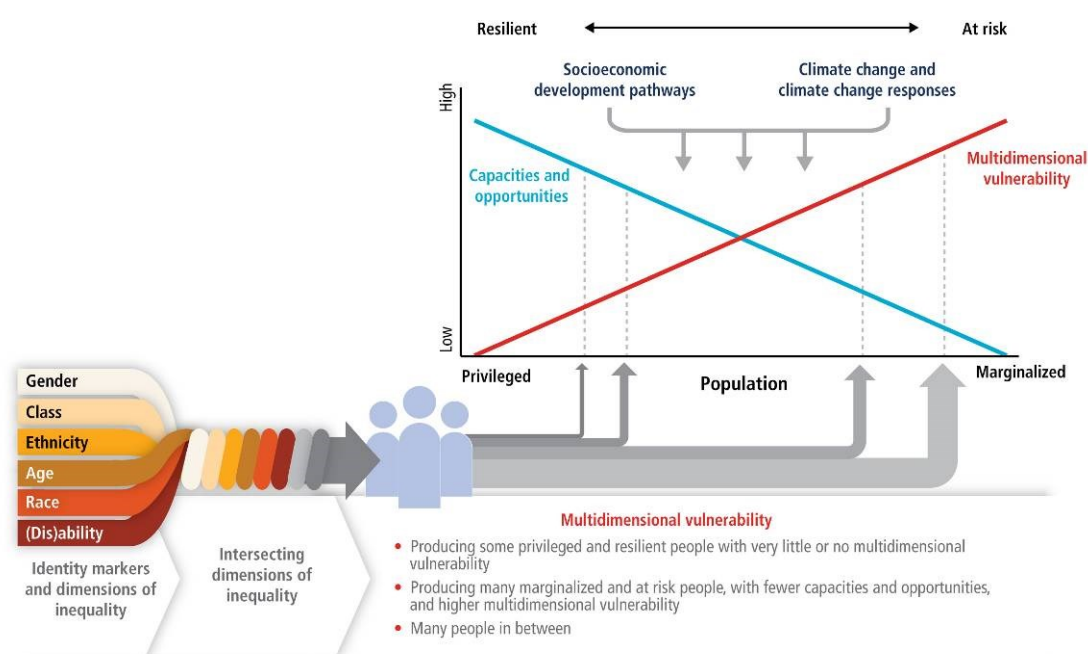 Resilient
At risk
Socioeconomic
development pathways
Climate change and
climate change responses
High
Low
Capacities and
opportunities
Multidimensional
vulnerability
Privileged
Population
Marginalized
Gender
Class
Ethnicity
Age
Race
(Dis)ability
Identity markers
and dimensions of
inequality
Intersecting
dimensions of
inequality
Multidimensional vulnerability
• Producing some privileged and resilient people with very little or no multidimensional
vulnerability
• Producing many marginalized and at risk people, with fewer capacities and opportunities,
and higher multidimensional vulnerability
• Many people in between